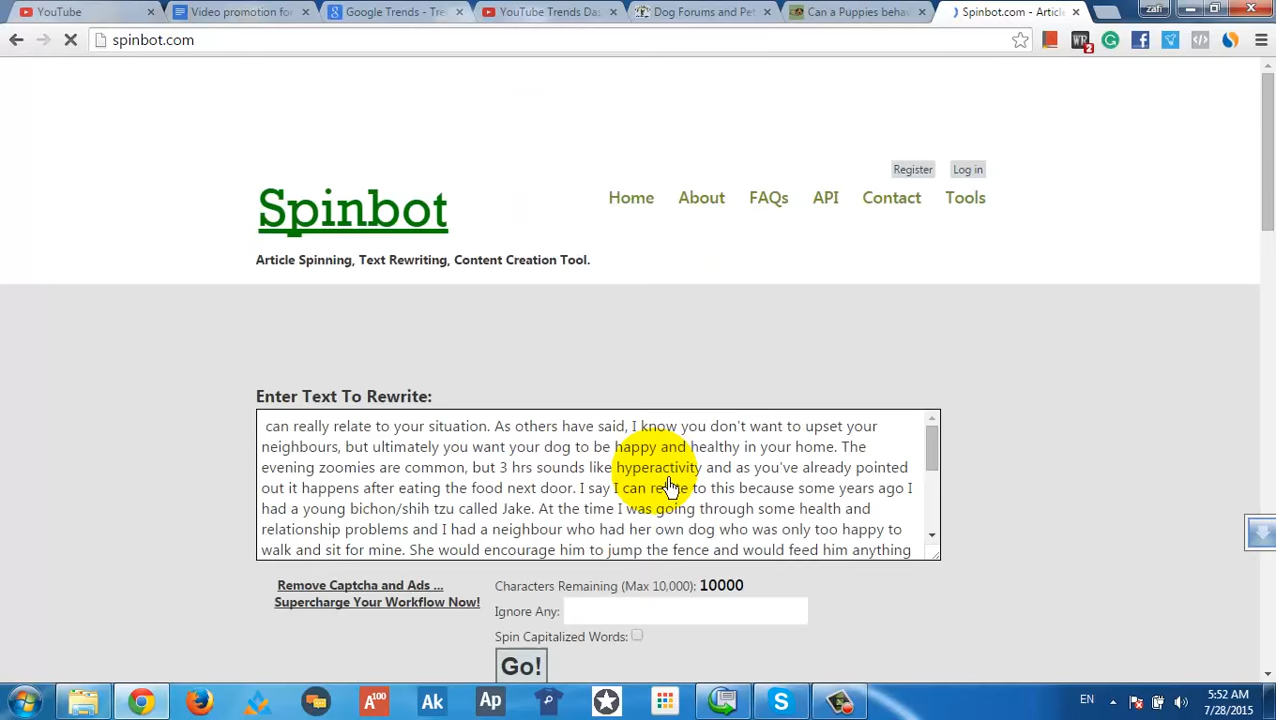 YouTube
Video promotion for
Google Trends - Tre
YouTube Trends Das
Dog Forums and Pet
Can a Puppies behav
Spinbot.com - Articl
zafi
spinbot.com
WR
2
Register
Log in
Spinbot
Home
About
FAQs
API
Contact
Tools
Article Spinning, Text Rewriting, Content Creation Tool.
Enter Text To Rewrite:
can really relate to your situation. As others have said, I know you don't want to upset your
neighbours, but ultimately you want your dog to be happy and healthy in your home. The
evening zoomies are common, but 3 hrs sounds like hyperactivity and as you've already pointed
out it happens after eating the food next door. I say I can relate to this because some years ago I
had a young bichon/shih tzu called Jake. At the time I was going through some health and
relationship problems and I had a neighbour who had her own dog who was only too happy to
walk and sit for mine. She would encourage him to jump the fence and would feed him anything
Remove Captcha and Ads ...
Supercharge Your Workflow Now!
Characters Remaining (Max 10,000): 10000
Ignore Any:
Spin Capitalized Words:
Go!
A100
Ak
Ap
EN
5:52 AM
7/28/2015